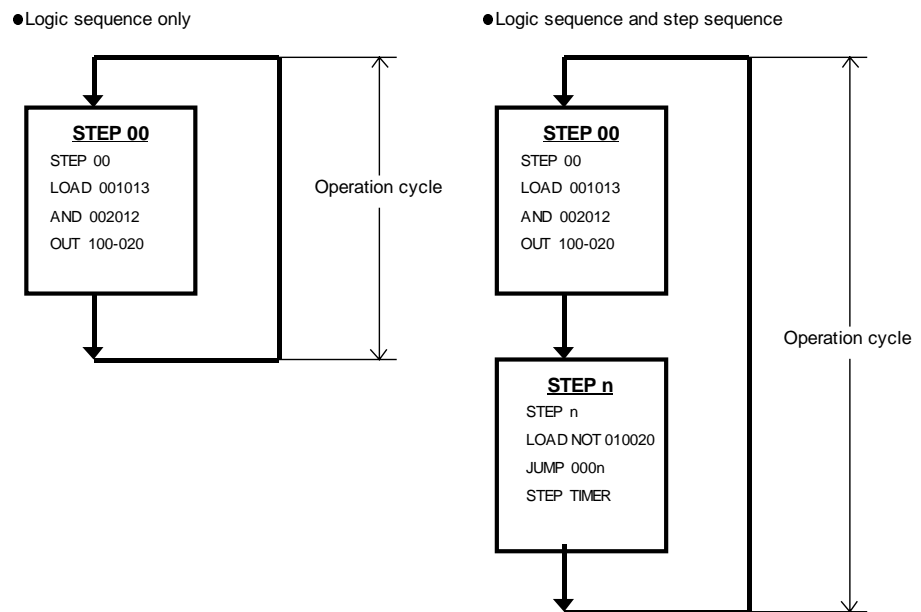 ●Logic sequence only
STEP 00
STEP 00
LOAD 001013
AND 002012
OUT 100-020
Operation cycle
●Logic sequence and step sequence
STEP 00
STEP 00
LOAD 001013
AND 002012
OUT 100-020
STEP n
STEP n
LOAD NOT 010020
JUMP 000n
STEP TIMER
Operation cycle